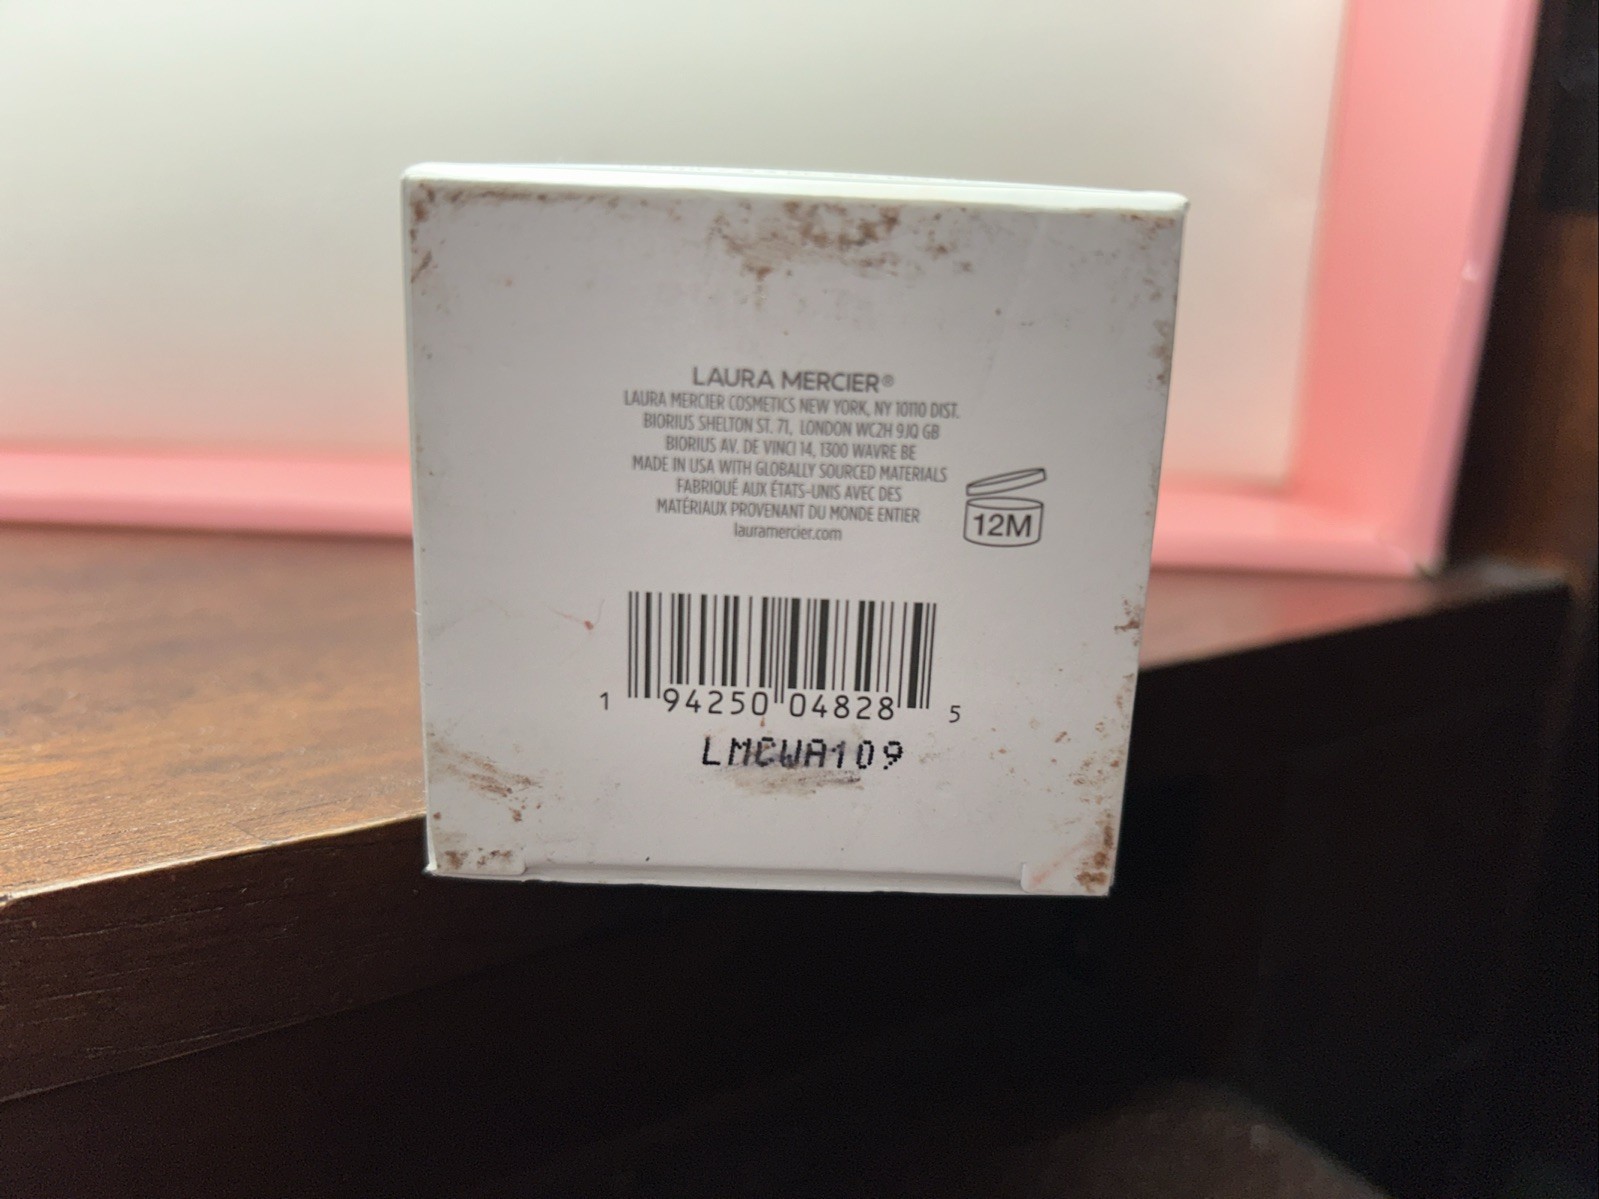 LAURA MERCIER®
LAURA MERCIER COSMETICS NEW YORK, NY 10110 DIST.
BIORIUS SHELTON ST. 71, LONDON WC2H 9JQ GB
BIORIUS AV. DE VINCI 14, 1300 WAVRE BE
MADE IN USA WITH GLOBALLY SOURCED MATERIALS
FABRIQUÉ AUX ÉTATS-UNIS AVEC DES
MATÉRIAUX PROVENANT DU MONDE ENTIER
lauramercier.com
12M
1 94250 04828 5
LMCWA109